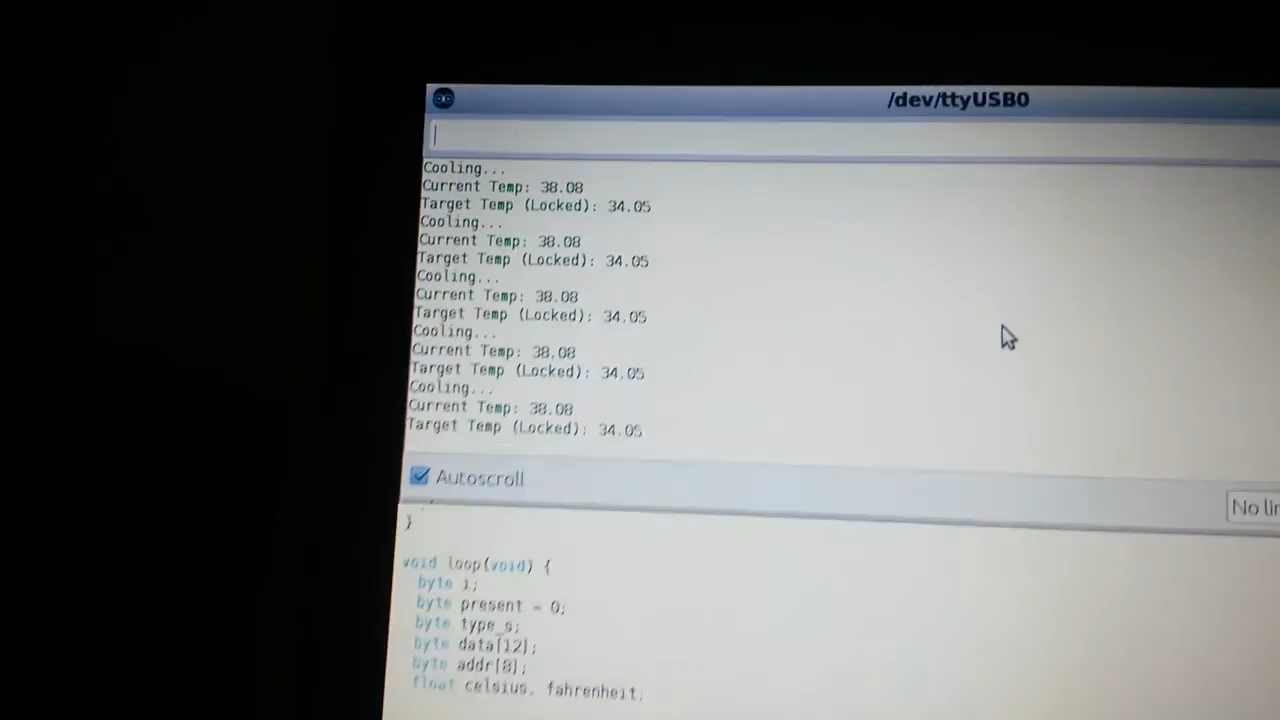 /dev/ttyUSB0
Cooling...
Current Temp: 38.08
Target Temp (Locked): 34.05
Cooling...
Current Temp: 38.08
Target Temp (Locked): 34.05
Cooling...
Current Temp: 38.08
Target Temp (Locked): 34.05
Cooling...
Current Temp: 38.08
Target Temp (Locked): 34.05
Cooling...
Current Temp: 38.08
Target Temp (Locked): 34.05
Autoscroll
No li
}
void loop(void) {
byte i;
byte present = 0;
byte type_s;
byte data[12];
byte addr[8];
float celsius, fahrenheit;